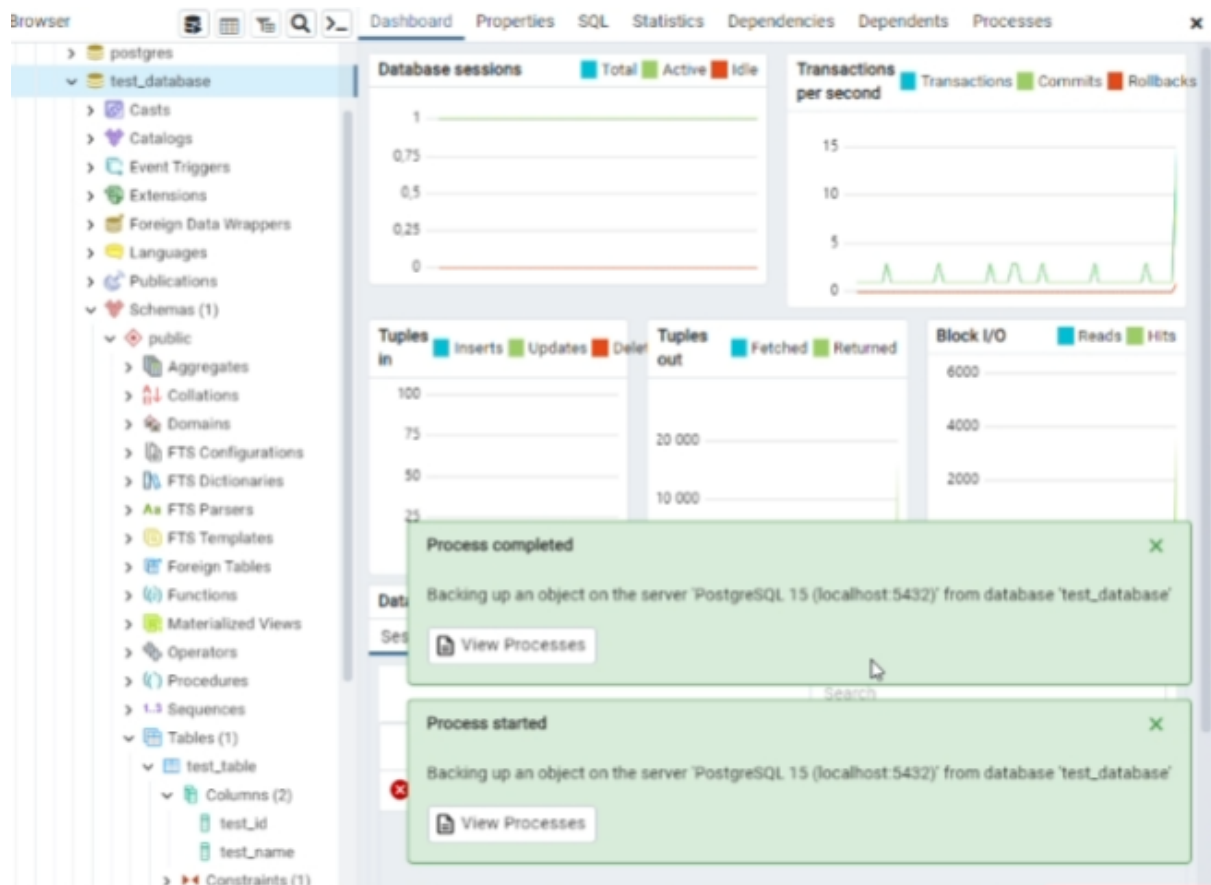 Browser
Dashboard Properties SQL Statistics Dependencies Dependents Processes
postgres
test_database
Casts
Catalogs
Event Triggers
Extensions
Foreign Data Wrappers
Languages
Publications
Schemas (1)
public
Aggregates
Collations
Domains
FTS Configurations
FTS Dictionaries
FTS Parsers
FTS Templates
Foreign Tables
Functions
Materialized Views
Operators
Procedures
1..3 Sequences
Tables (1)
test_table
Columns (2)
test_id
test_name
Constraints (1)
Database sessions
Total Active Idle
1
0,75
0,5
0,25
0
Transactions
per second
Transactions Commits Rollbacks
15
10
5
0
Tuples
in
Inserts Updates Delet
100
75
50
25
Tuples
out
Fetched Returned
20 000
10 000
Block I/O
Reads Hits
6000
4000
2000
Data
Ses
Process completed
Backing up an object on the server 'PostgreSQL 15 (localhost:5432)' from database 'test_database'
View Processes
Search
Process started
Backing up an object on the server 'PostgreSQL 15 (localhost:5432)' from database 'test_database'
View Processes